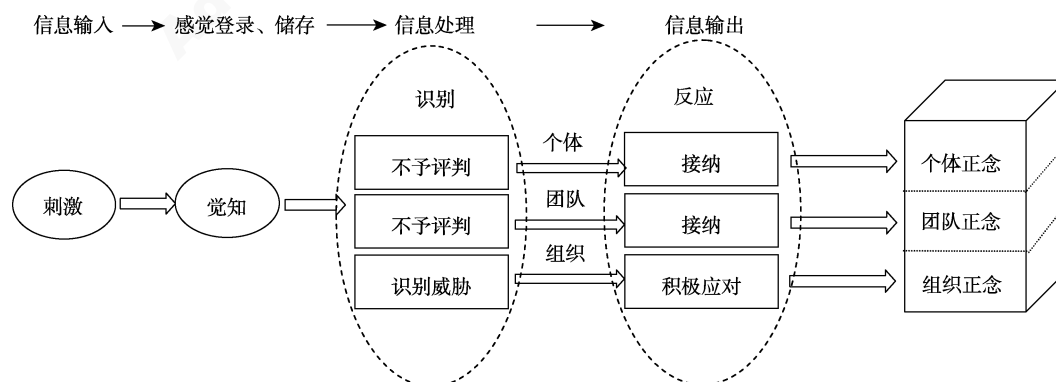 信息输入
感觉登录、储存
信息处理
信息输出
识别
反应
刺激
觉知
不予评判
个体
接纳
个体正念
不予评判
团队
接纳
团队正念
识别威胁
组织
积极应对
组织正念